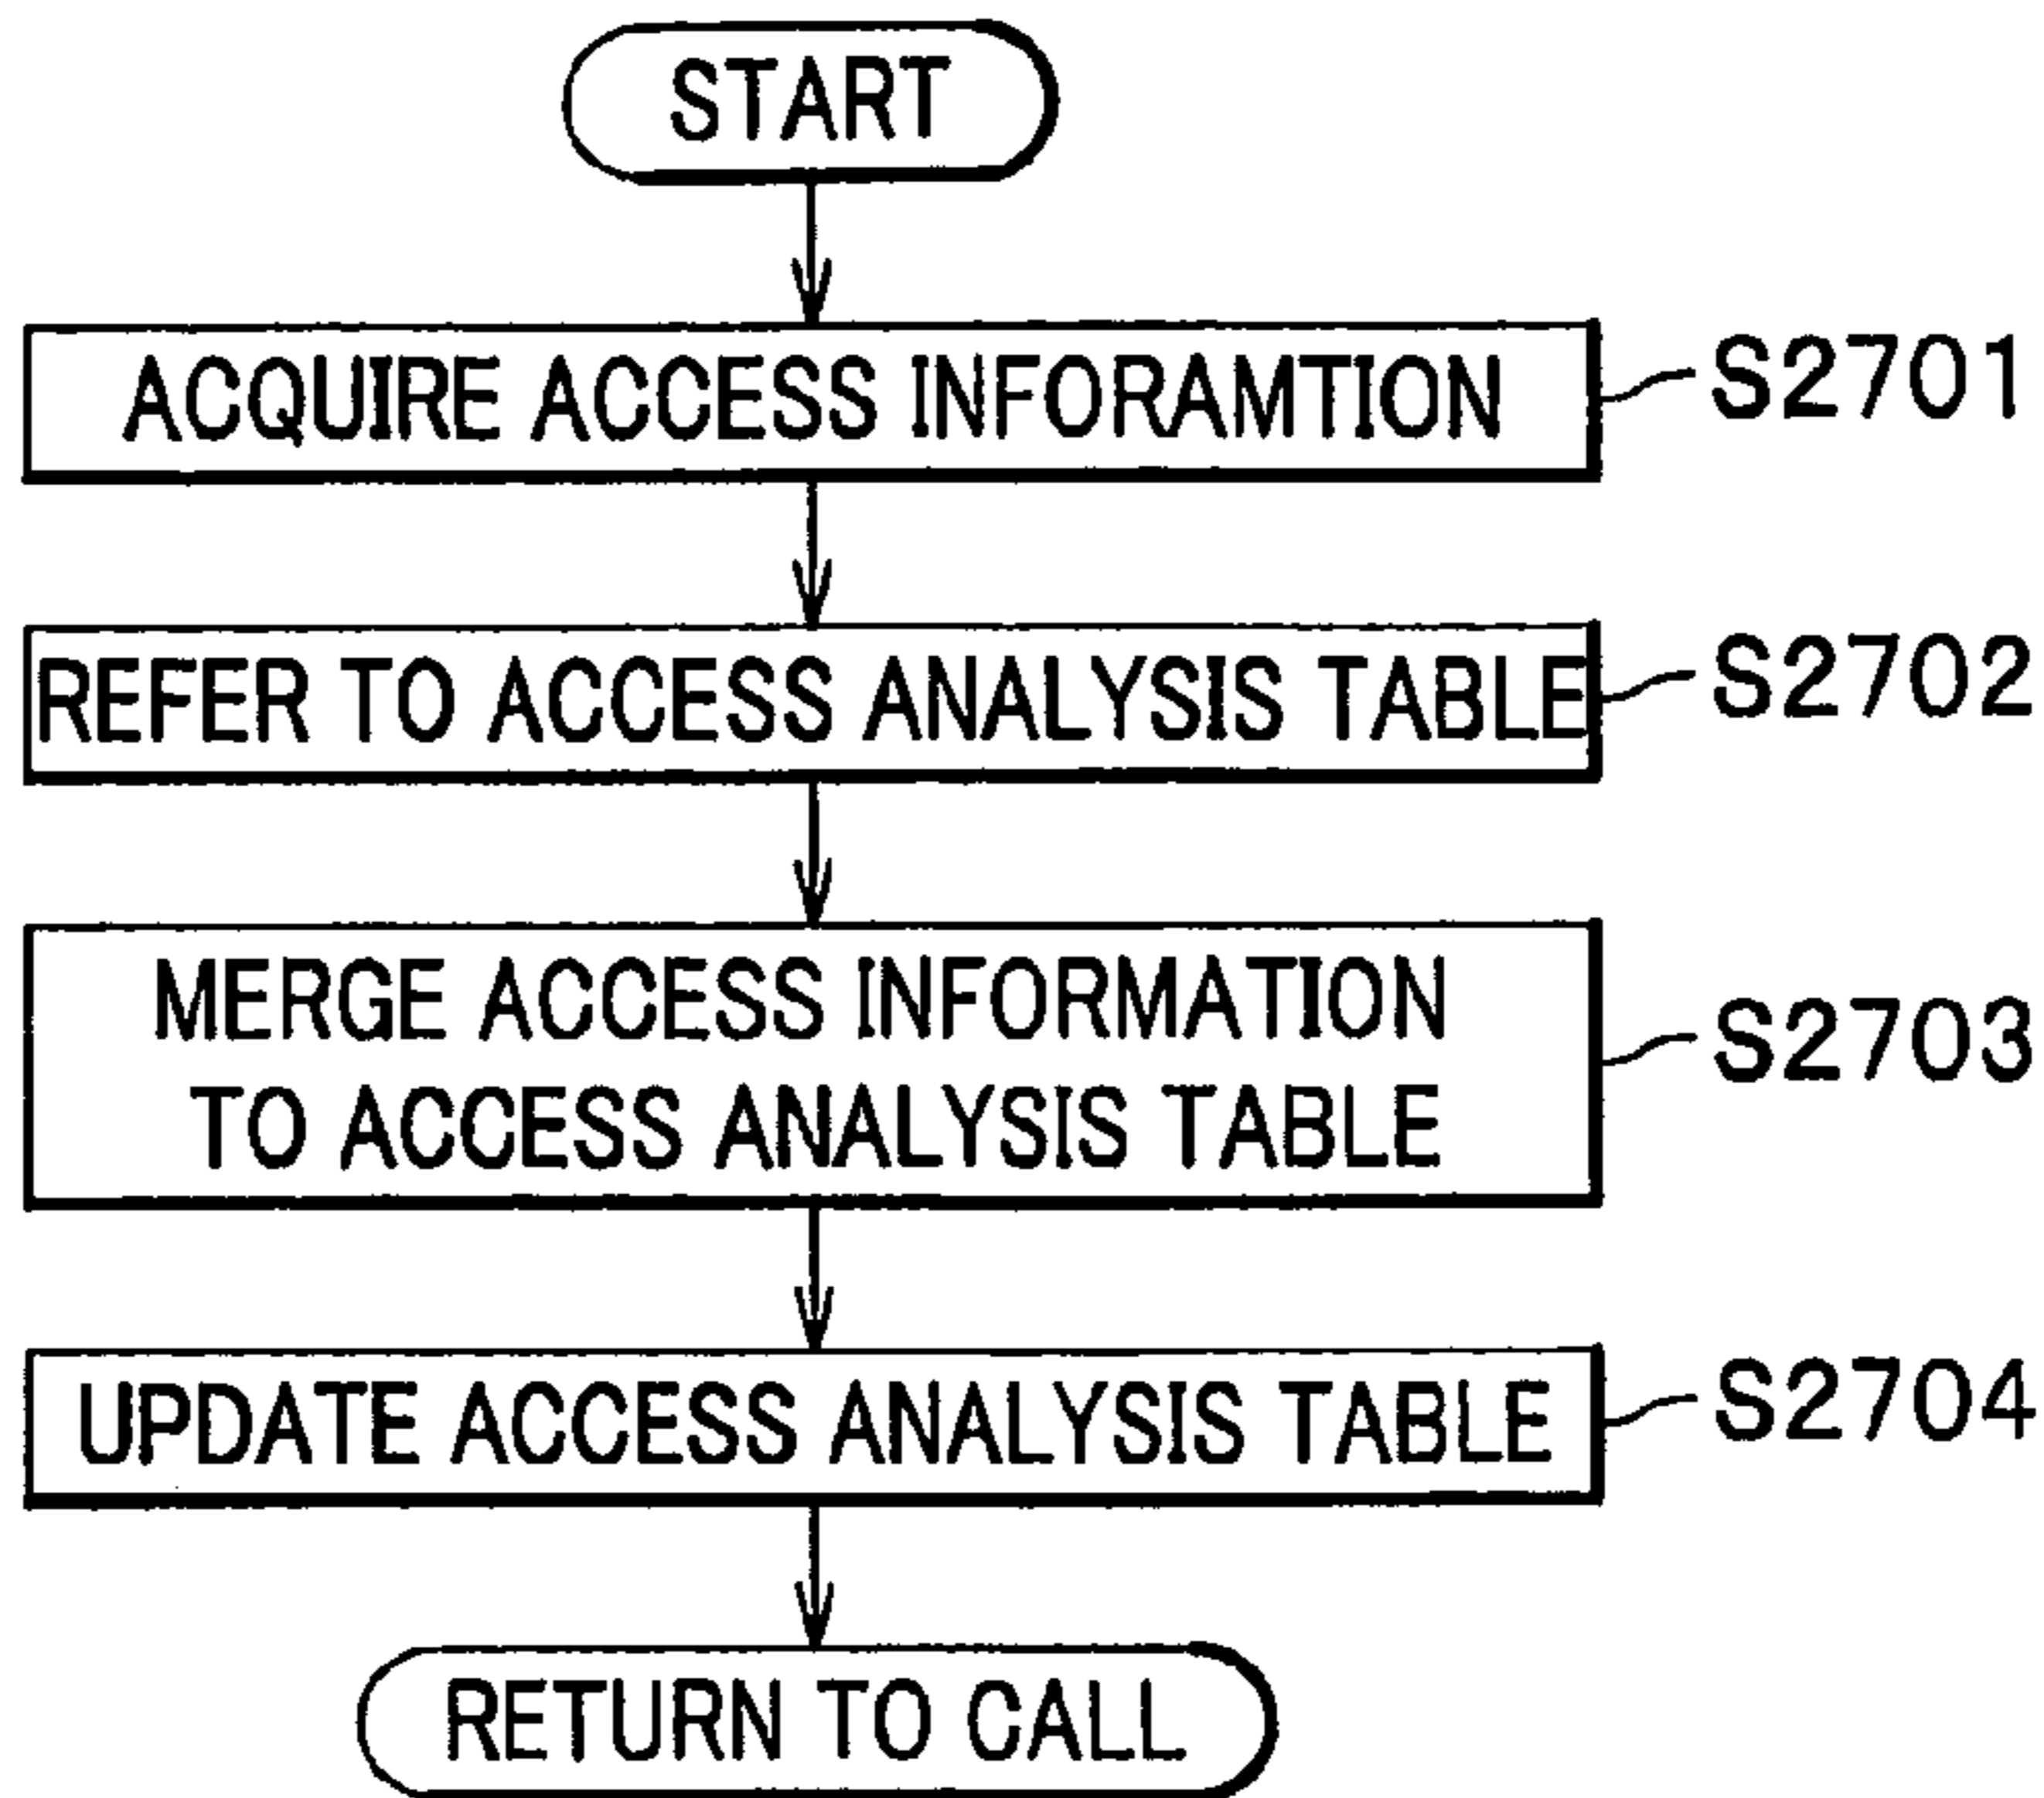 START
ACQUIRE ACCESS INFORAMTION
S2701
REFER TO ACCESS ANALYSIS TABLE
S2702
MERGE ACCESS INFORMATION
TO ACCESS ANALYSIS TABLE
S2703
UPDATE ACCESS ANALYSIS TABLE
S2704
RETURN TO CALL